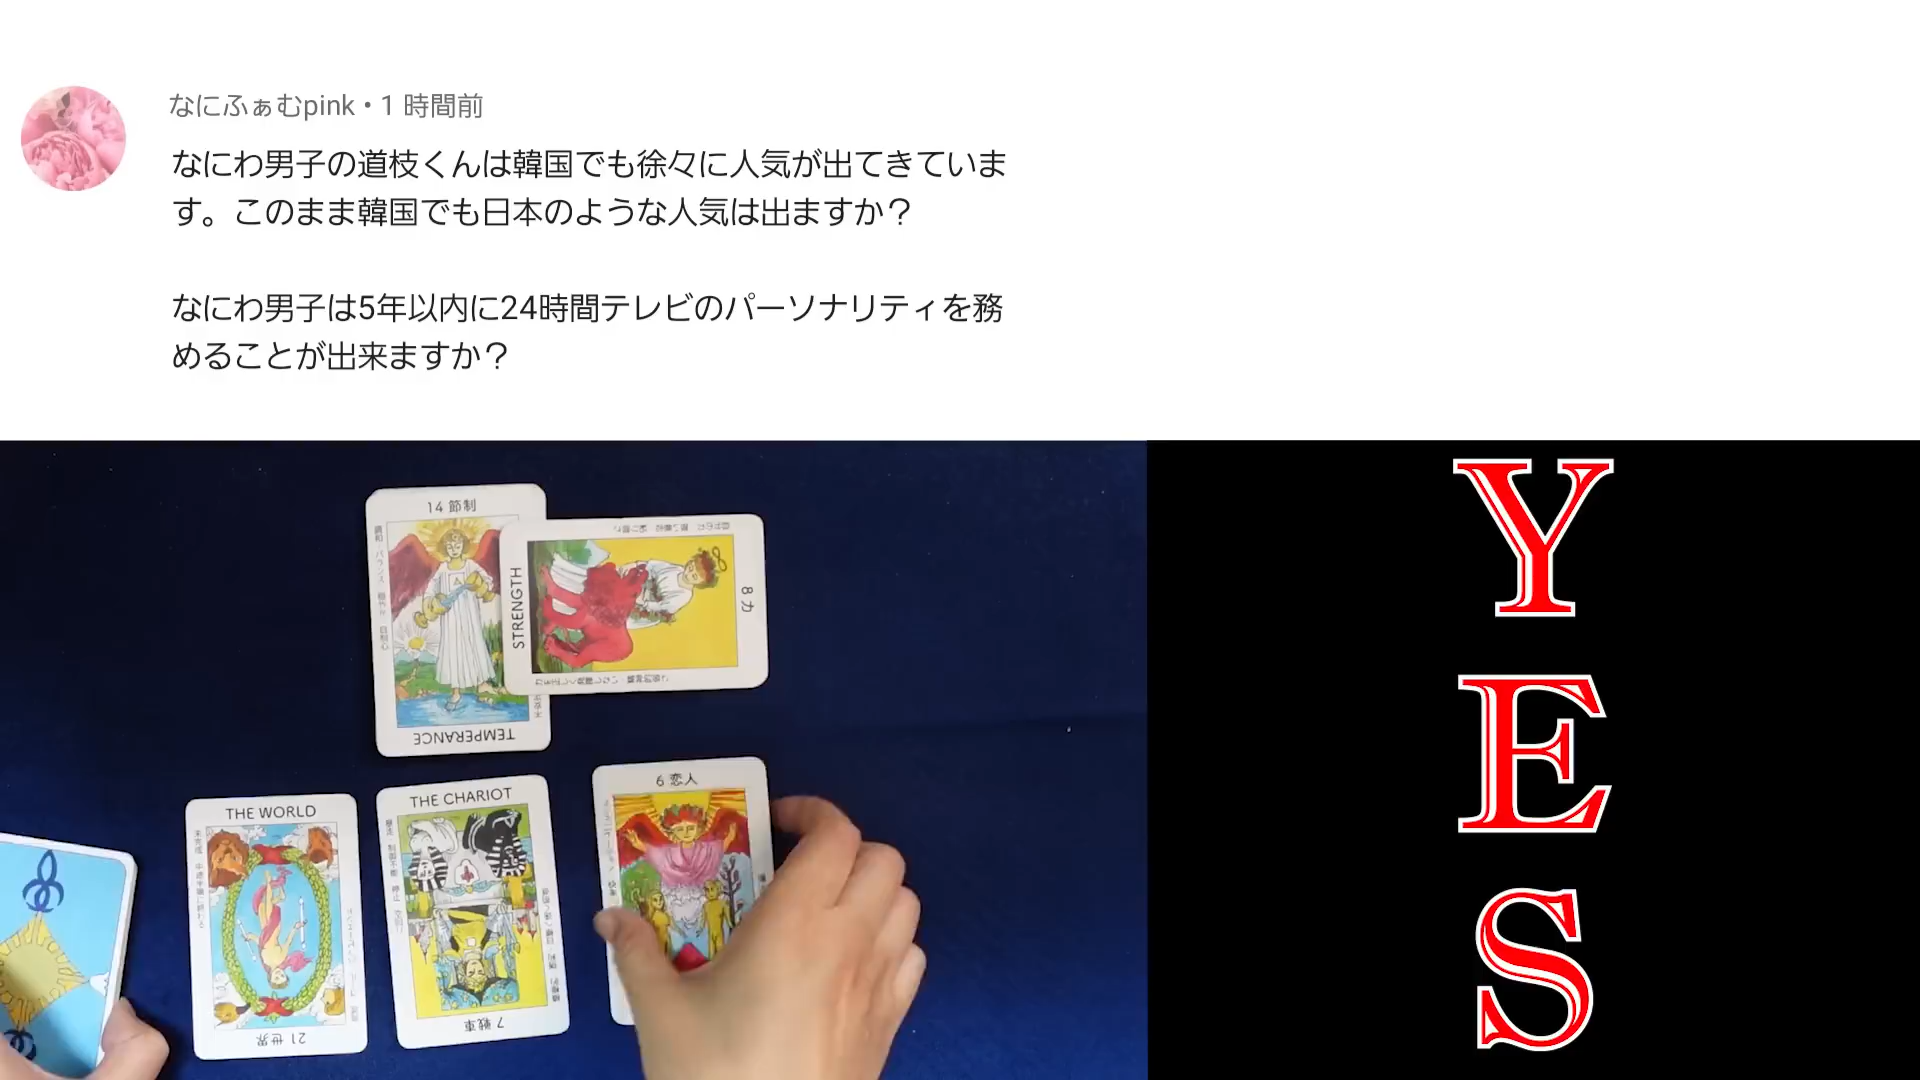 なにふぁむpink・1 時間前
なにわ男子の道枝くんは韓国でも徐々に人気が出てきていま
す。このまま韓国でも日本のような人気は出ますか？
なにわ男子は5年以内に24時間テレビのパーソナリティを務
めることが出来ますか？
14 節制
TEMPERANCE
STRENGTH
8 力
THE WORLD
21 世界
THE CHARIOT
7 戦車
6 恋人
Y
E
S